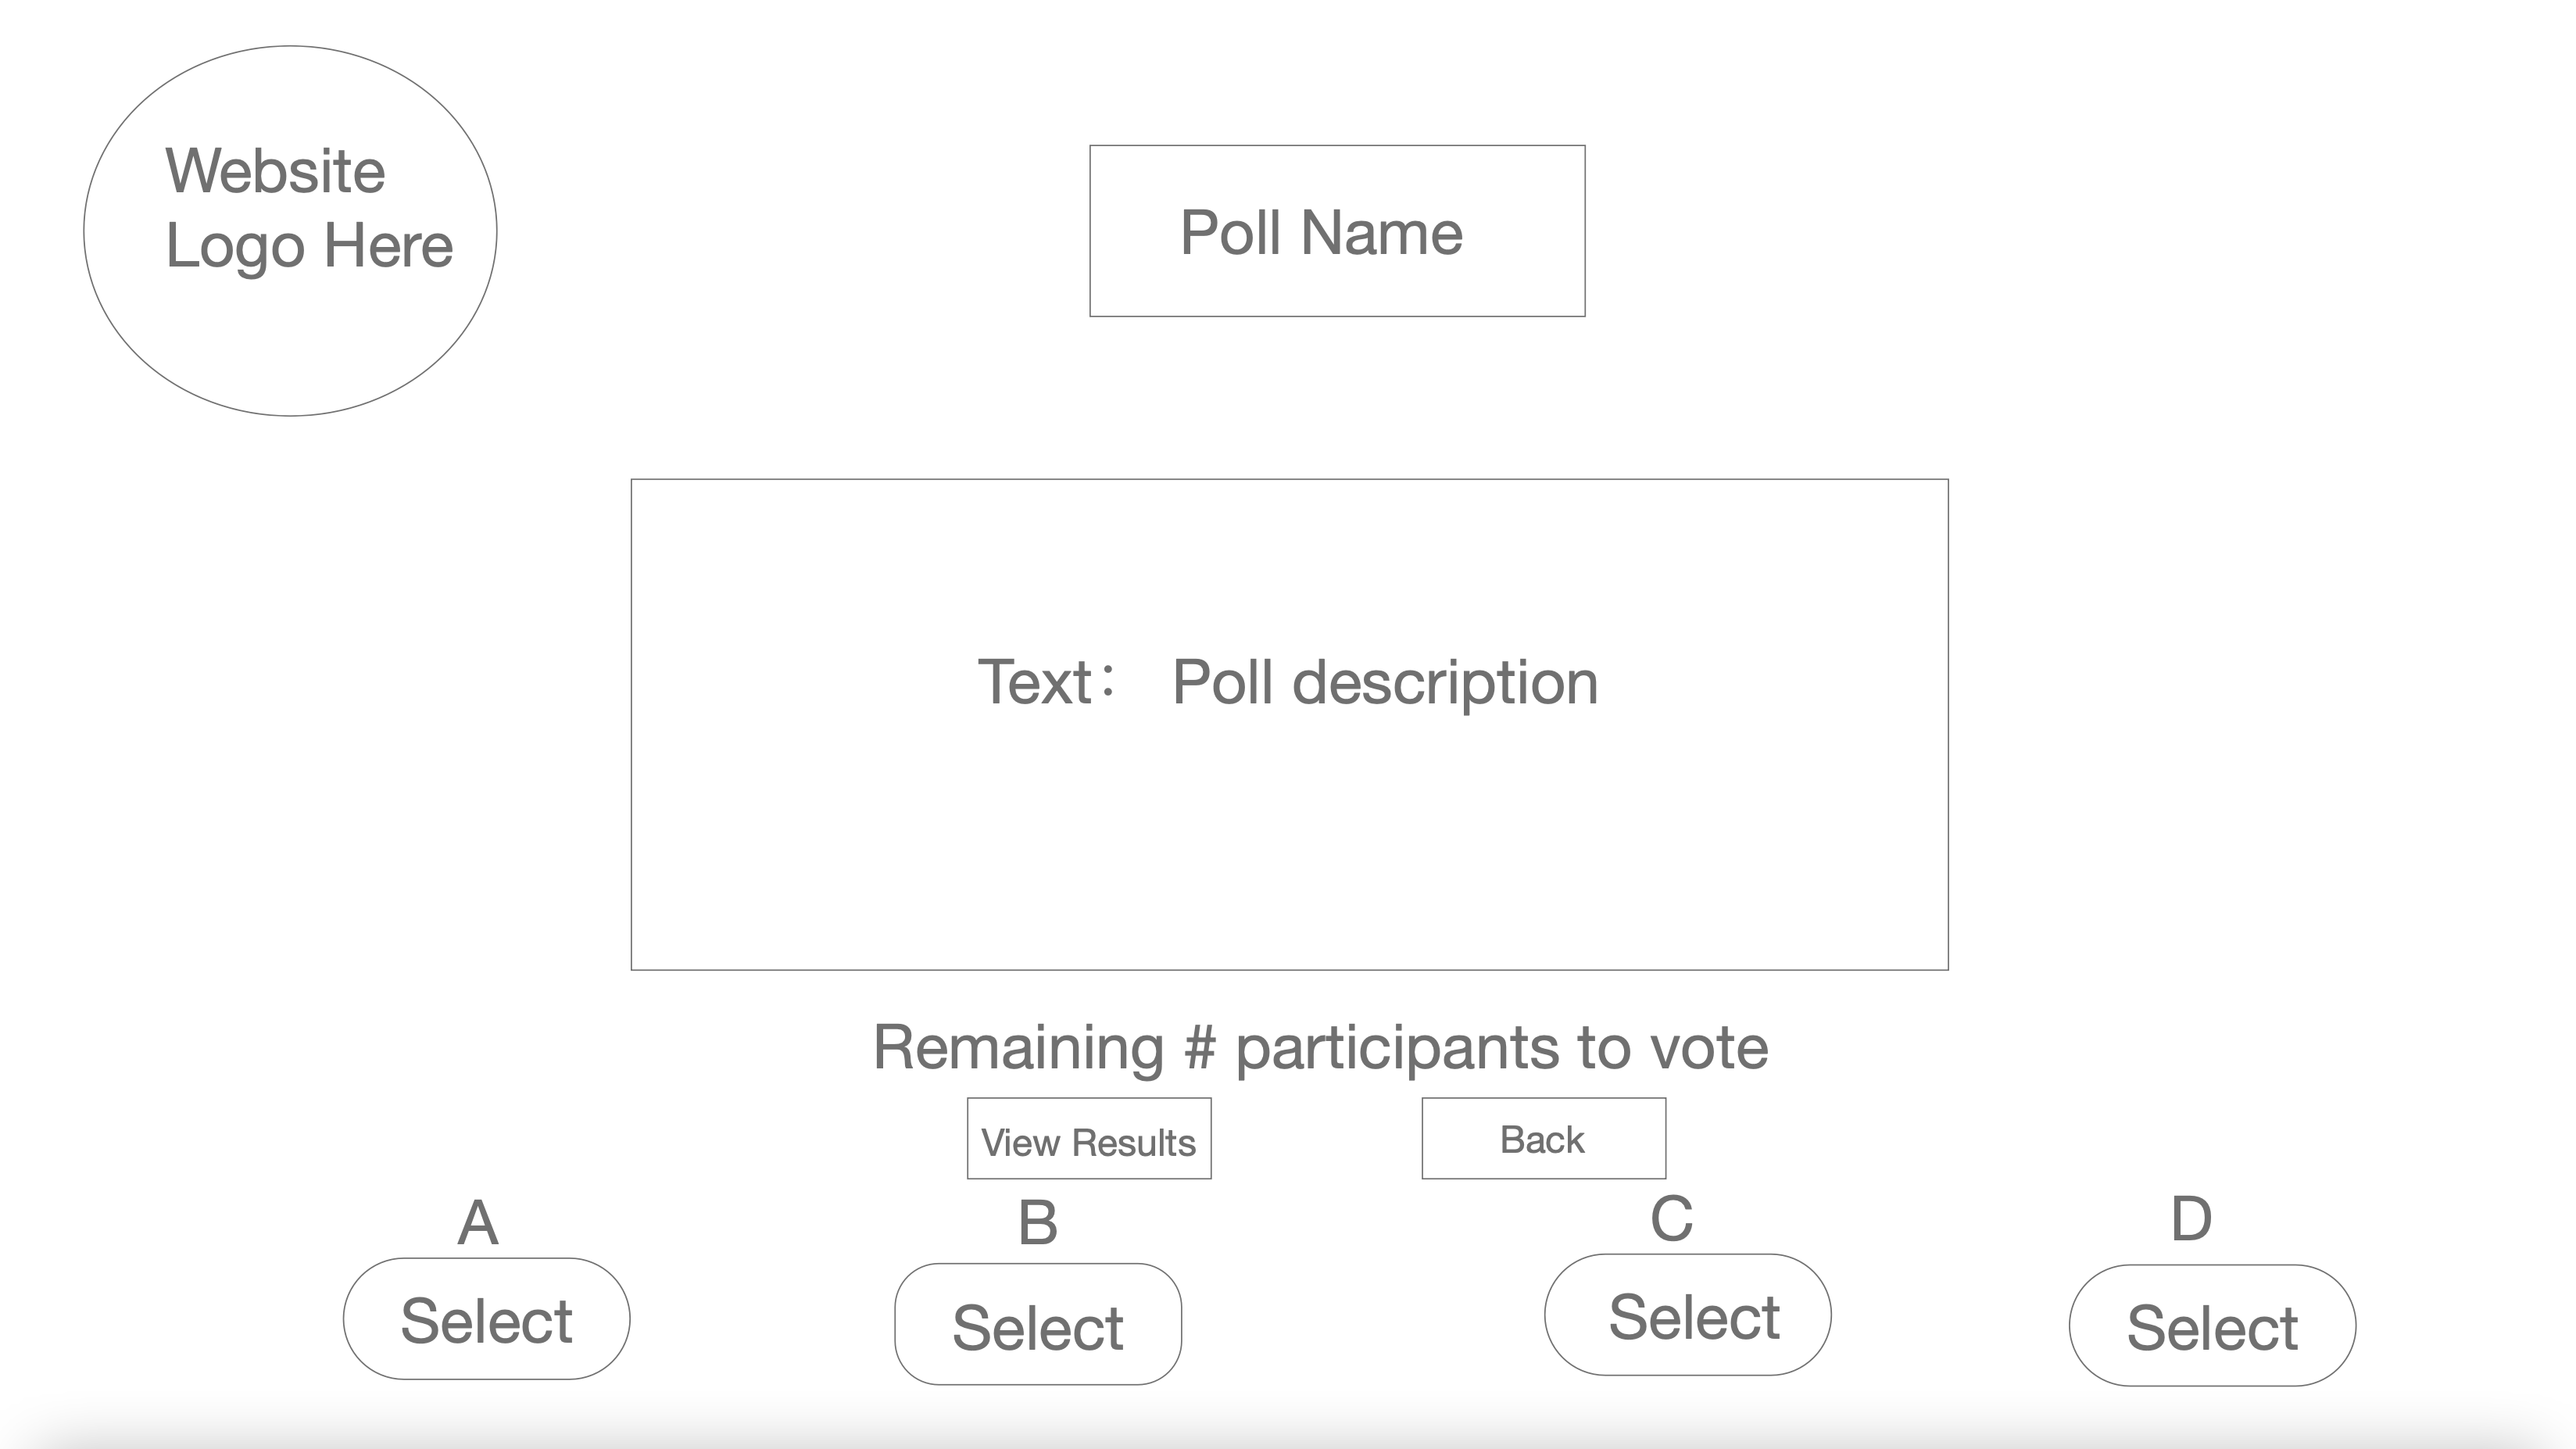 Website
Logo Here
Poll Name
Text: Poll description
Remaining # participants to vote
View Results
Back
A
B
C
D
Select
Select
Select
Select